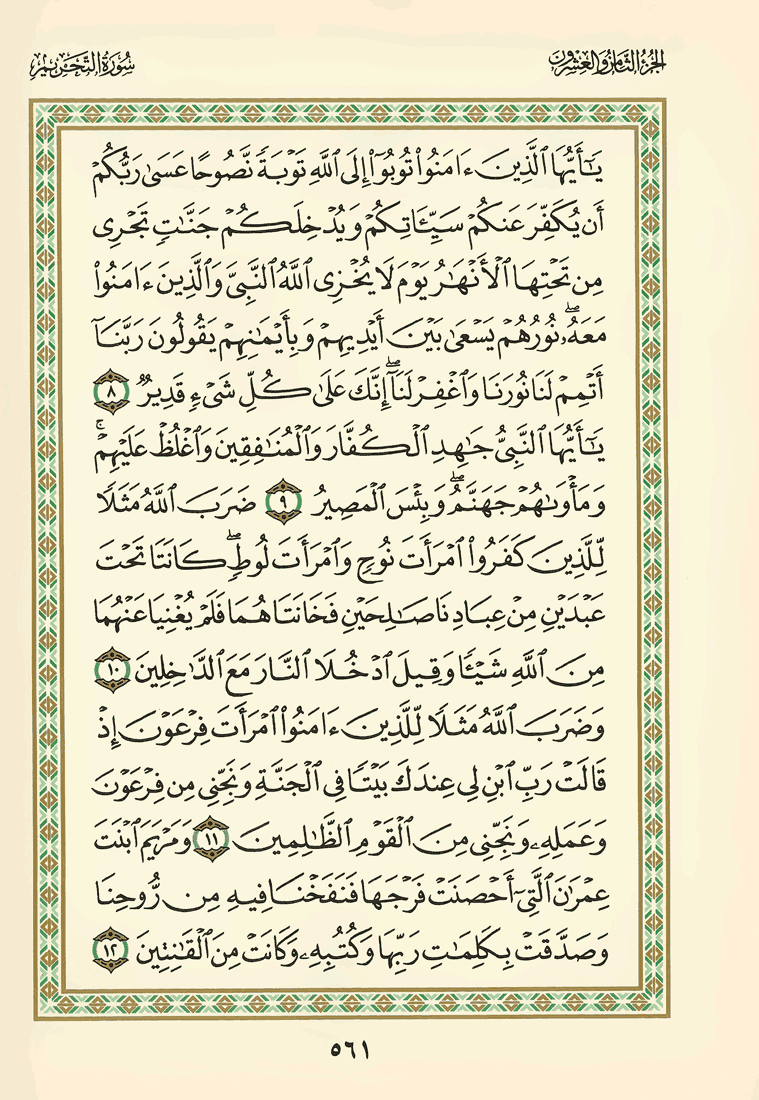 الجزء الثامن والعشرون
سورة التحريم
يَٰٓأَيُّهَا ٱلَّذِينَ ءَامَنُوا۟ تُوبُوٓا۟ إِلَى ٱللَّهِ تَوْبَةً نَّصُوحًا عَسَىٰ رَبُّكُمْ
أَن يُكَفِّرَ عَنكُمْ سَيِّـَٔاتِكُمْ وَيُدْخِلَكُمْ جَنَّٰتٍ تَجْرِى
مِن تَحْتِهَا ٱلْأَنْهَٰرُ يَوْمَ لَا يُخْزِى ٱللَّهُ ٱلنَّبِىَّ وَٱلَّذِينَ ءَامَنُوا۟
مَعَهُۥ ۖ نُورُهُمْ يَسْعَىٰ بَيْنَ أَيْدِيهِمْ وَبِأَيْمَٰنِهِمْ يَقُولُونَ رَبَّنَآ
أَتْمِمْ لَنَا نُورَنَا وَٱغْفِرْ لَنَآ ۖ إِنَّكَ عَلَىٰ كُلِّ شَىْءٍ قَدِيرٌ ٨
يَٰٓأَيُّهَا ٱلنَّبِىُّ جَٰهِدِ ٱلْكُفَّارَ وَٱلْمُنَٰفِقِينَ وَٱغْلُظْ عَلَيْهِمْ ۚ
وَمَأْوَىٰهُمْ جَهَنَّمُ ۖ وَبِئْسَ ٱلْمَصِيرُ ٩ ضَرَبَ ٱللَّهُ مَثَلًا
لِّلَّذِينَ كَفَرُوا۟ ٱمْرَأَتَ نُوحٍ وَٱمْرَأَتَ لُوطٍ ۖ كَانَتَا تَحْتَ
عَبْدَيْنِ مِنْ عِبَادِنَا صَٰلِحَيْنِ فَخَانَتَاهُمَا فَلَمْ يُغْنِيَا عَنْهُمَا
مِنَ ٱللَّهِ شَيْـًٔا وَقِيلَ ٱدْخُلَا ٱلنَّارَ مَعَ ٱلدَّٰخِلِينَ ١٠
وَضَرَبَ ٱللَّهُ مَثَلًا لِّلَّذِينَ ءَامَنُوا۟ ٱمْرَأَتَ فِرْعَوْنَ إِذْ
قَالَتْ رَبِّ ٱبْنِ لِى عِندَكَ بَيْتًا فِى ٱلْجَنَّةِ وَنَجِّنِى مِن فِرْعَوْنَ
وَعَمَلِهِۦ وَنَجِّنِى مِنَ ٱلْقَوْمِ ٱلظَّٰلِمِينَ ١١ وَمَرْيَمَ ٱبْنَتَ
عِمْرَٰنَ ٱلَّتِىٓ أَحْصَنَتْ فَرْجَهَا فَنَفَخْنَا فِيهِ مِن رُّوحِنَا
وَصَدَّقَتْ بِكَلِمَٰتِ رَبِّهَا وَكُتُبِهِۦ وَكَانَتْ مِنَ ٱلْقَٰنِتِينَ ١٢
٥٦١